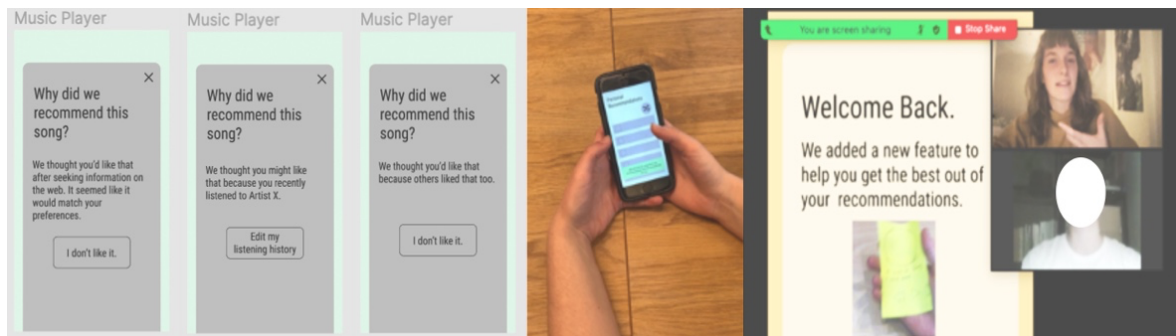 Music Player
Why did we
recommend this
song?
We thought you'd like that
after seeking information on
the web. It seemed like it
would match your
preferences.
I don't like it.
Music Player
Why did we
recommend this
song?
We thought you might like
that because you recently
listened to Artist X.
Edit my
listening history
Music Player
Why did we
recommend this
song?
We thought you'd like that
because others liked that too.
I don't like it.
Personal
Recommendations
You are screen sharing
Stop Share
Welcome Back.
We added a new feature to
help you get the best out of
your recommendations.